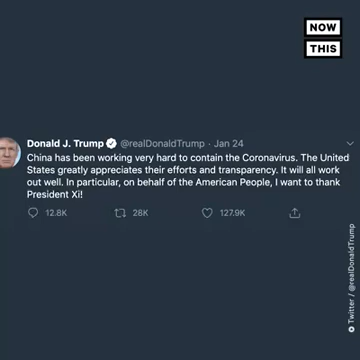 NOW
THIS
Donald J. Trump @realDonaldTrump · Jan 24
China has been working very hard to contain the Coronavirus. The United
States greatly appreciates their efforts and transparency. It will all work
out well. In particular, on behalf of the American People, I want to thank
President Xi!
12.8K 28K 127.9K
Twitter / @realDonaldTrump